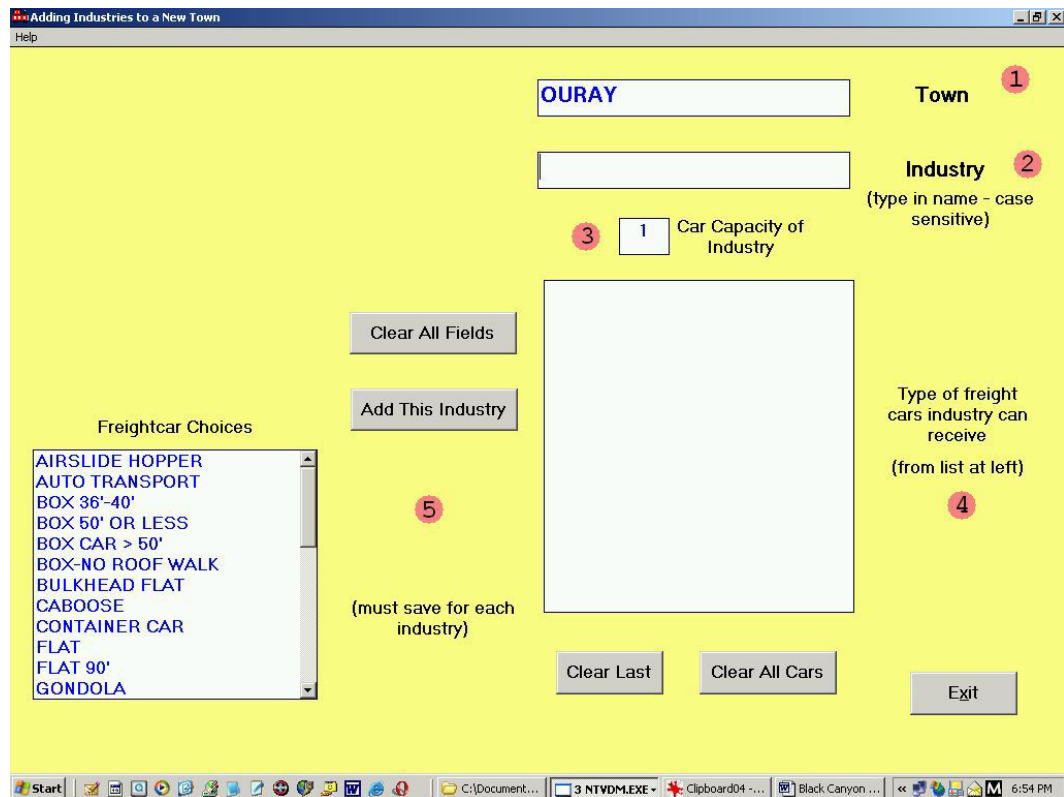 Adding Industries to a New Town
Help
OURAY
Town
1
Industry
2
(type in name - case
sensitive)
3
1
Car Capacity of
Industry
Clear All Fields
Add This Industry
Type of freight
cars industry can
receive
(from list at left)
4
Freightcar Choices
AIRSLIDE HOPPER
AUTO TRANSPORT
BOX 36'-40'
BOX 50' OR LESS
BOX CAR > 50'
BOX-NO ROOF WALK
BULKHEAD FLAT
CABOOSE
CONTAINER CAR
FLAT
FLAT 90'
GONDOLA
5
(must save for each
industry)
Clear Last
Clear All Cars
Exit
Start
C:\Document...
3 NTVDM.EXE
Clipboard04 -...
Black Canyon ...
6:54 PM